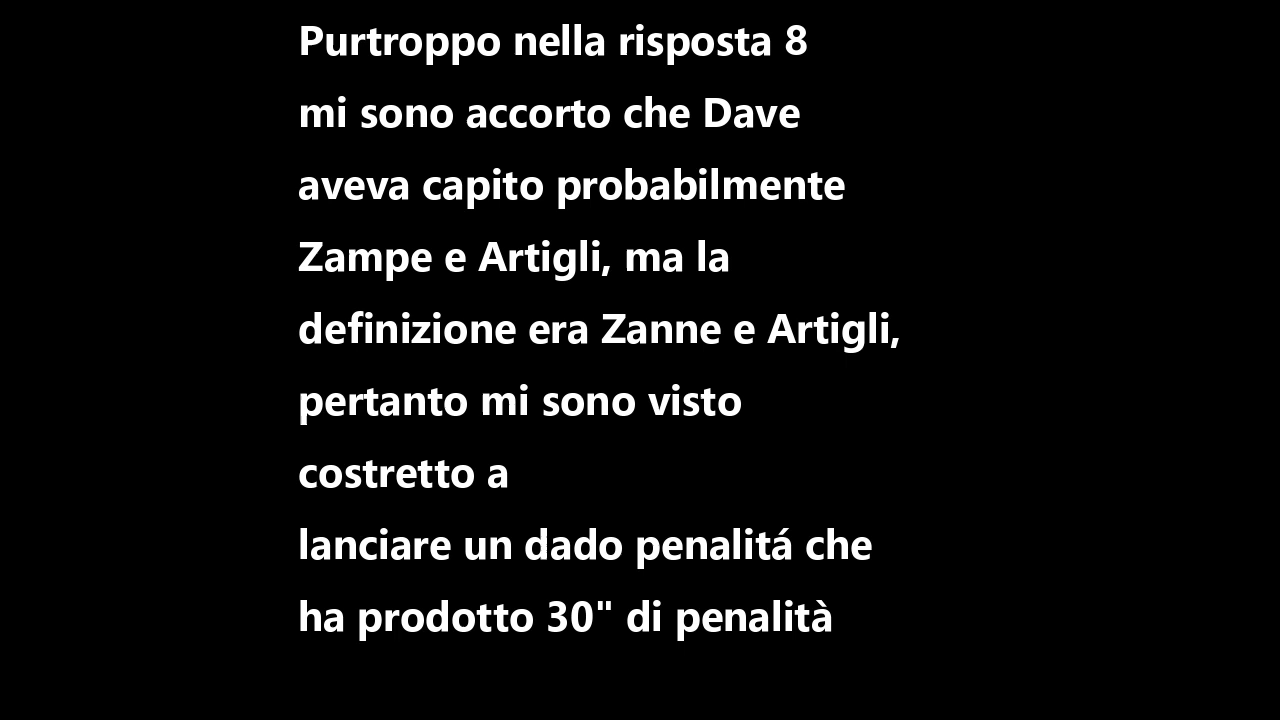 Purtroppo nella risposta 8
mi sono accorto che Dave
aveva capito probabilmente
Zampe e Artigli, ma la
definizione era Zanne e Artigli,
pertanto mi sono visto
costretto a
lanciare un dado penalitá che
ha prodotto 30" di penalità